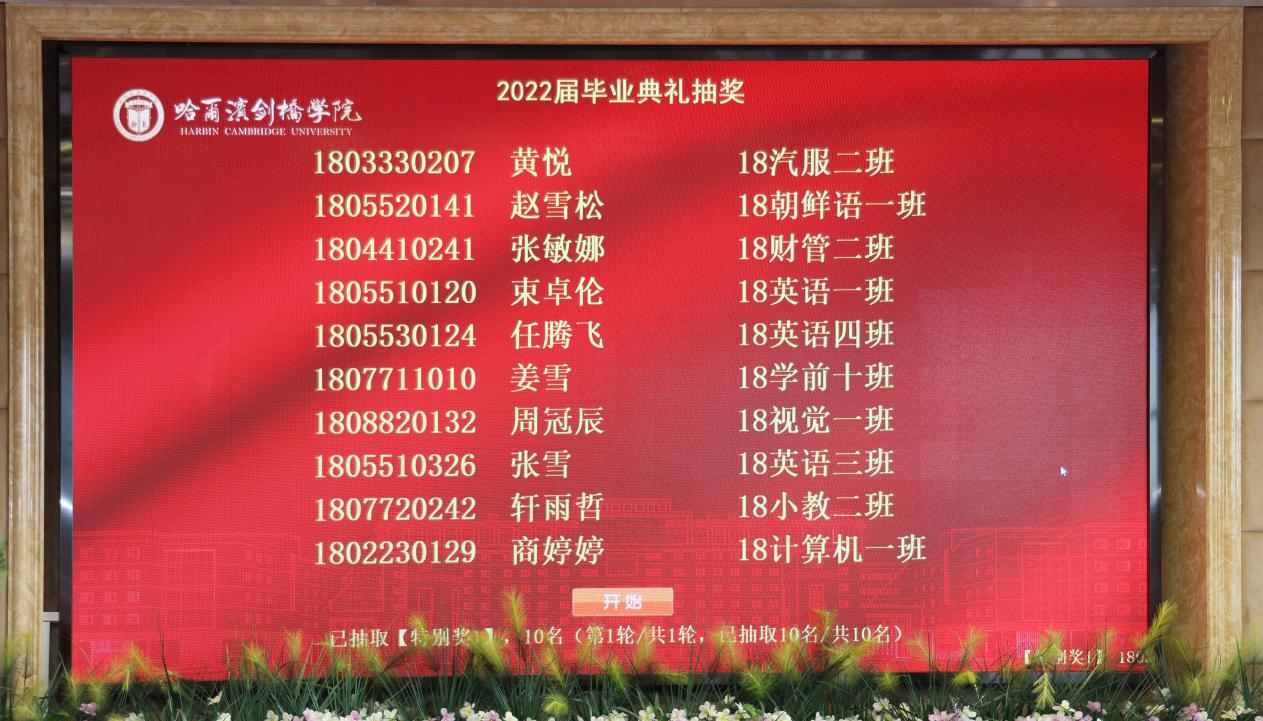 2022届毕业典礼抽奖
哈爾濱劍橋學院
HARBIN CAMBRIDGE UNIVERSITY
1803330207 黄悦 18汽服二班
1805520141 赵雪松 18朝鲜语一班
1804410241 张敏娜 18财管二班
1805510120 束卓伦 18英语一班
1805530124 任腾飞 18英语四班
1807711010 姜雪 18学前十班
1808820132 周冠辰 18视觉一班
1805510326 张雪 18英语三班
1807720242 轩雨哲 18小教二班
1802230129 商婷婷 18计算机一班
开始
已抽取【特别奖】，10名（第1轮/共1轮，已抽取10名/共10名）